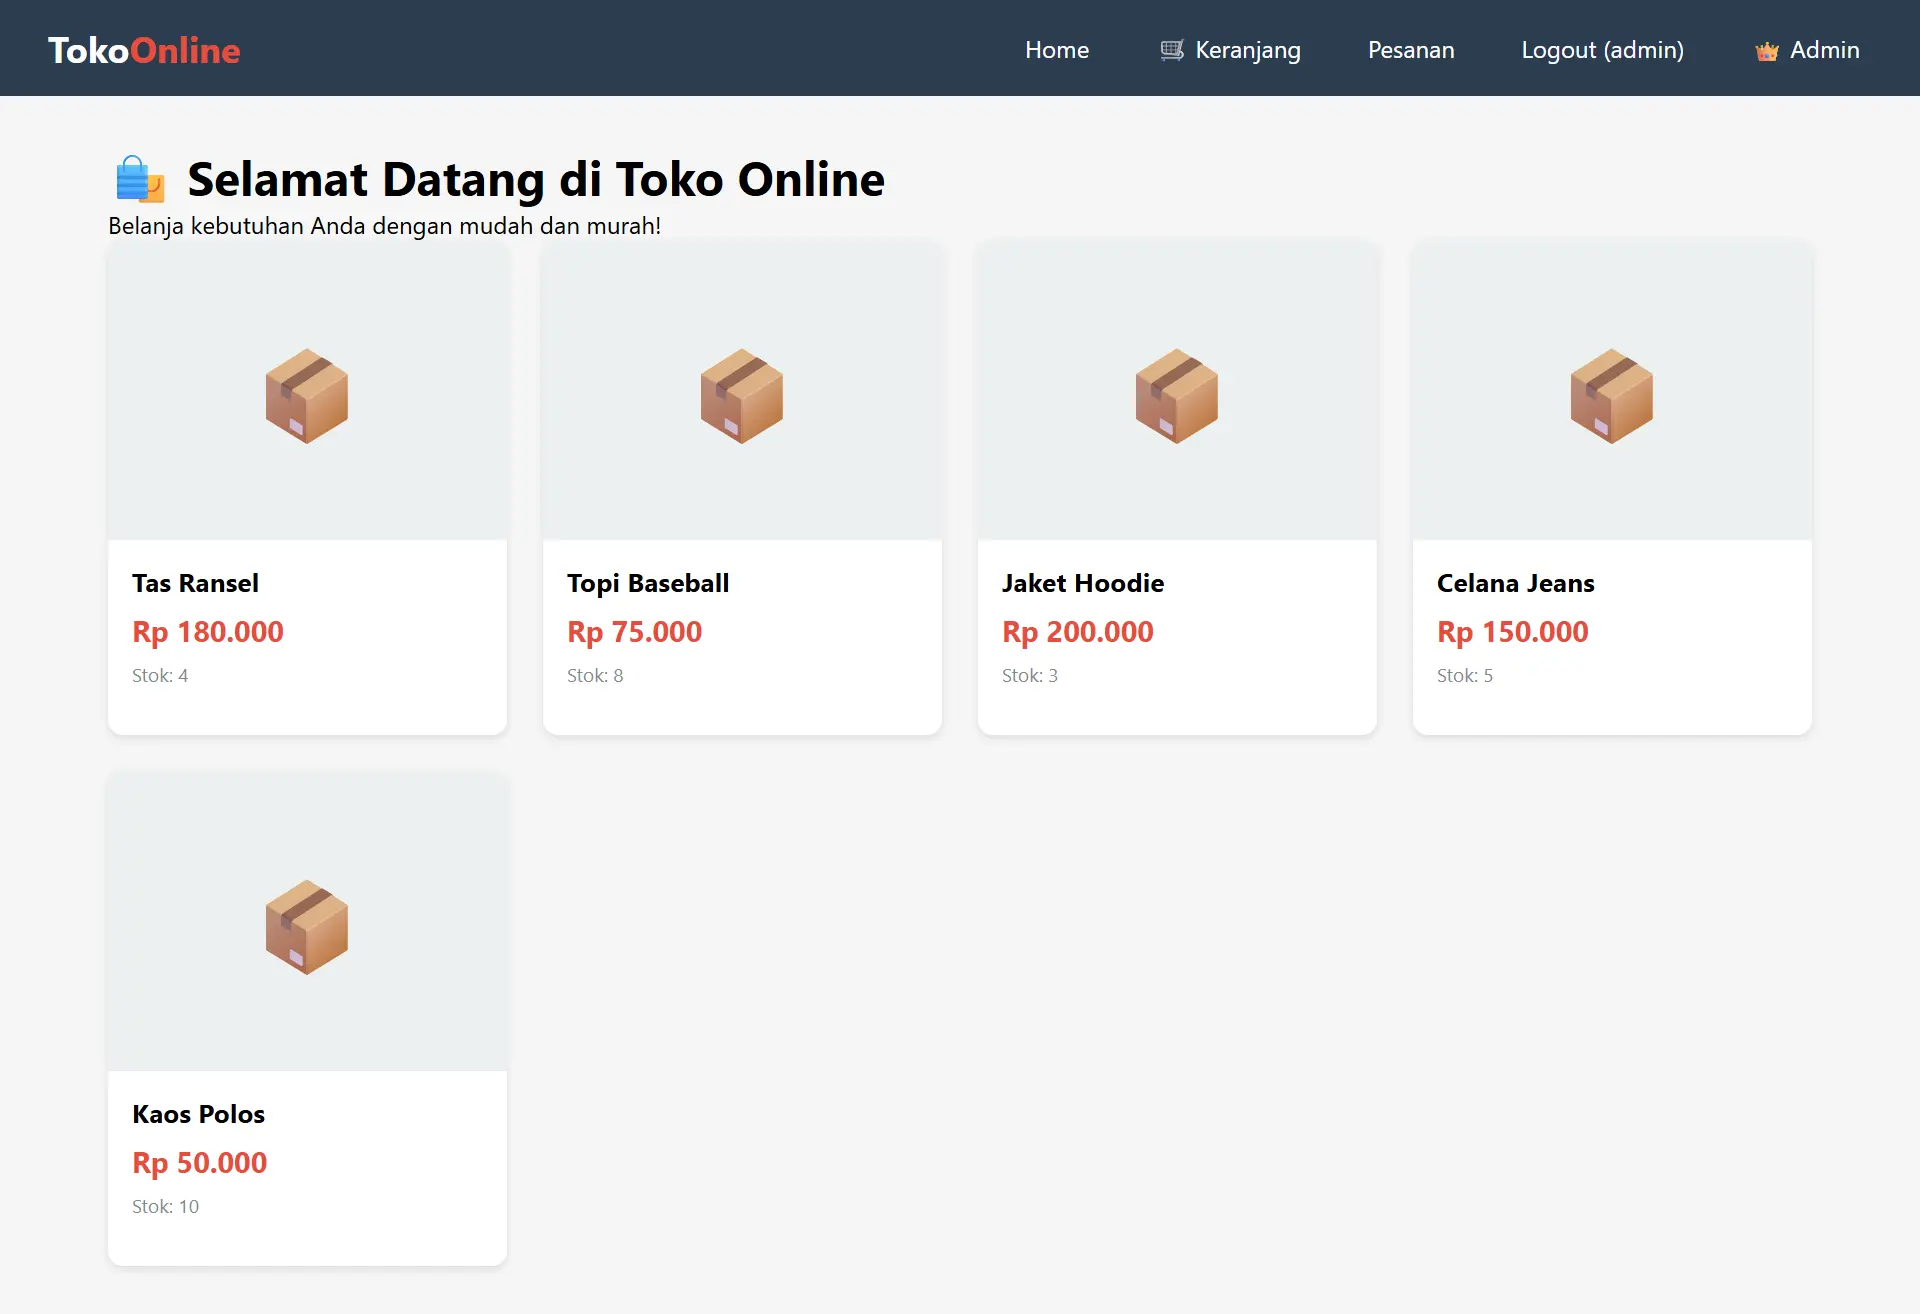 TokoOnline
Home
Keranjang
Pesanan
Logout (admin)
Admin
Selamat Datang di Toko Online
Belanja kebutuhan Anda dengan mudah dan murah!
Tas Ransel
Rp 180.000
Stok: 4
Topi Baseball
Rp 75.000
Stok: 8
Jaket Hoodie
Rp 200.000
Stok: 3
Celana Jeans
Rp 150.000
Stok: 5
Kaos Polos
Rp 50.000
Stok: 10